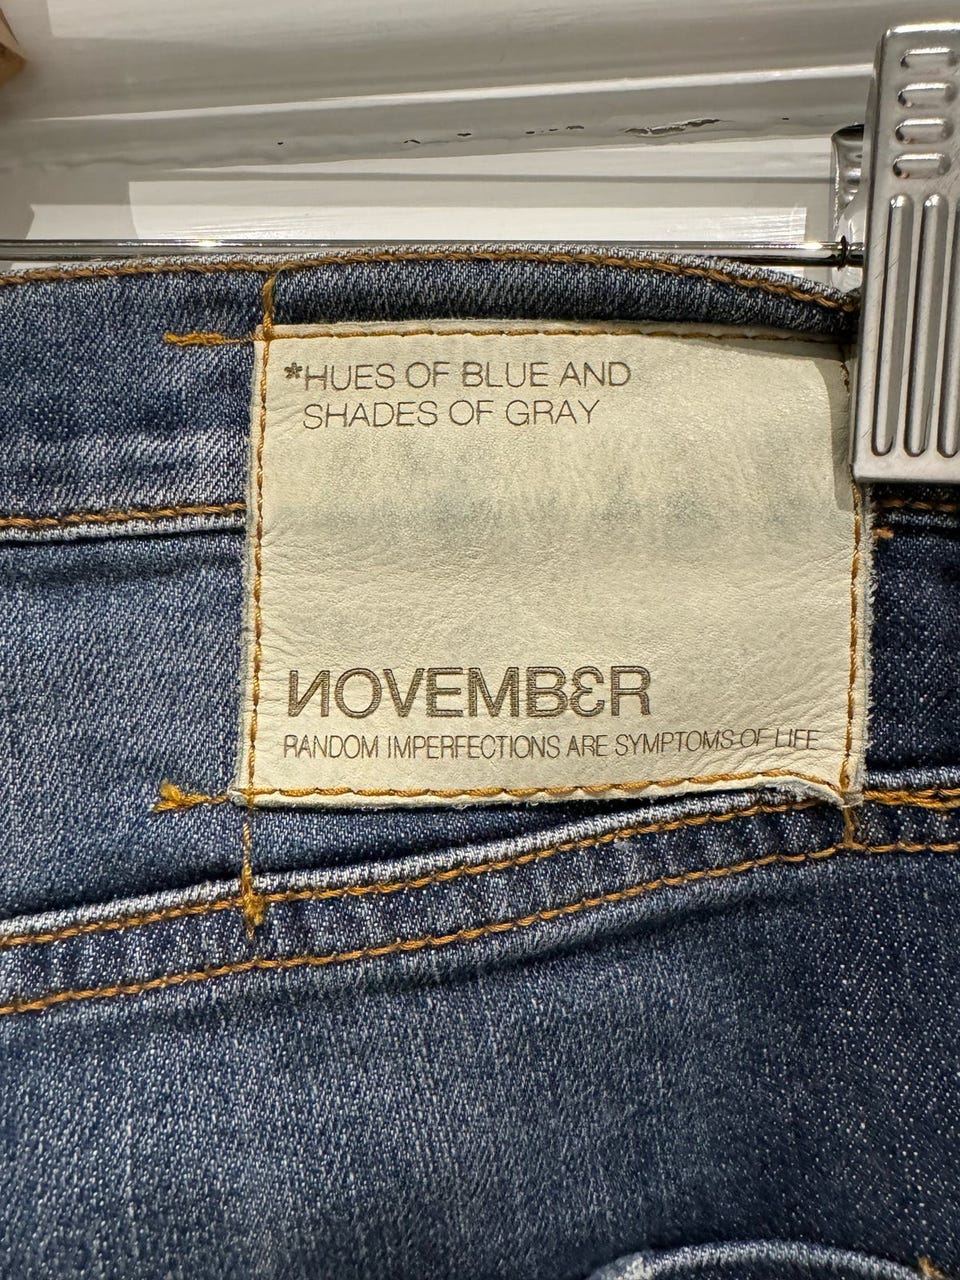 *HUES OF BLUE AND
SHADES OF GRAY
ИOVEMBƐR
RANDOM IMPERFECTIONS ARE SYMPTOMS OF LIFE